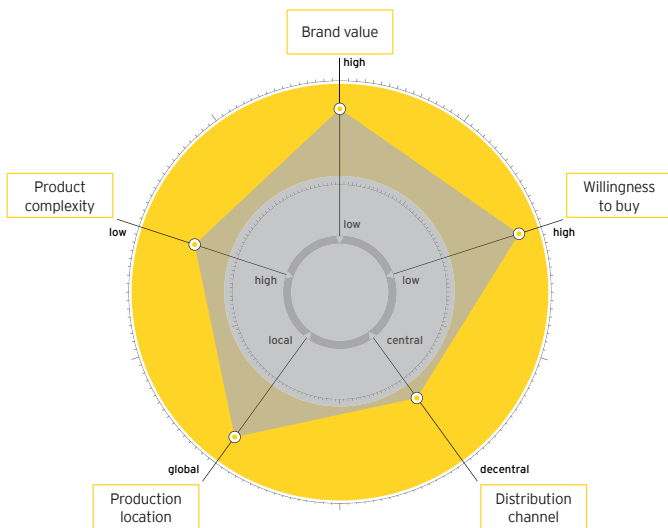 Brand value
high
Product
complexity
low
Willingness
to buy
high
low
high
low
local
central
global
decentral
Production
location
Distribution
channel